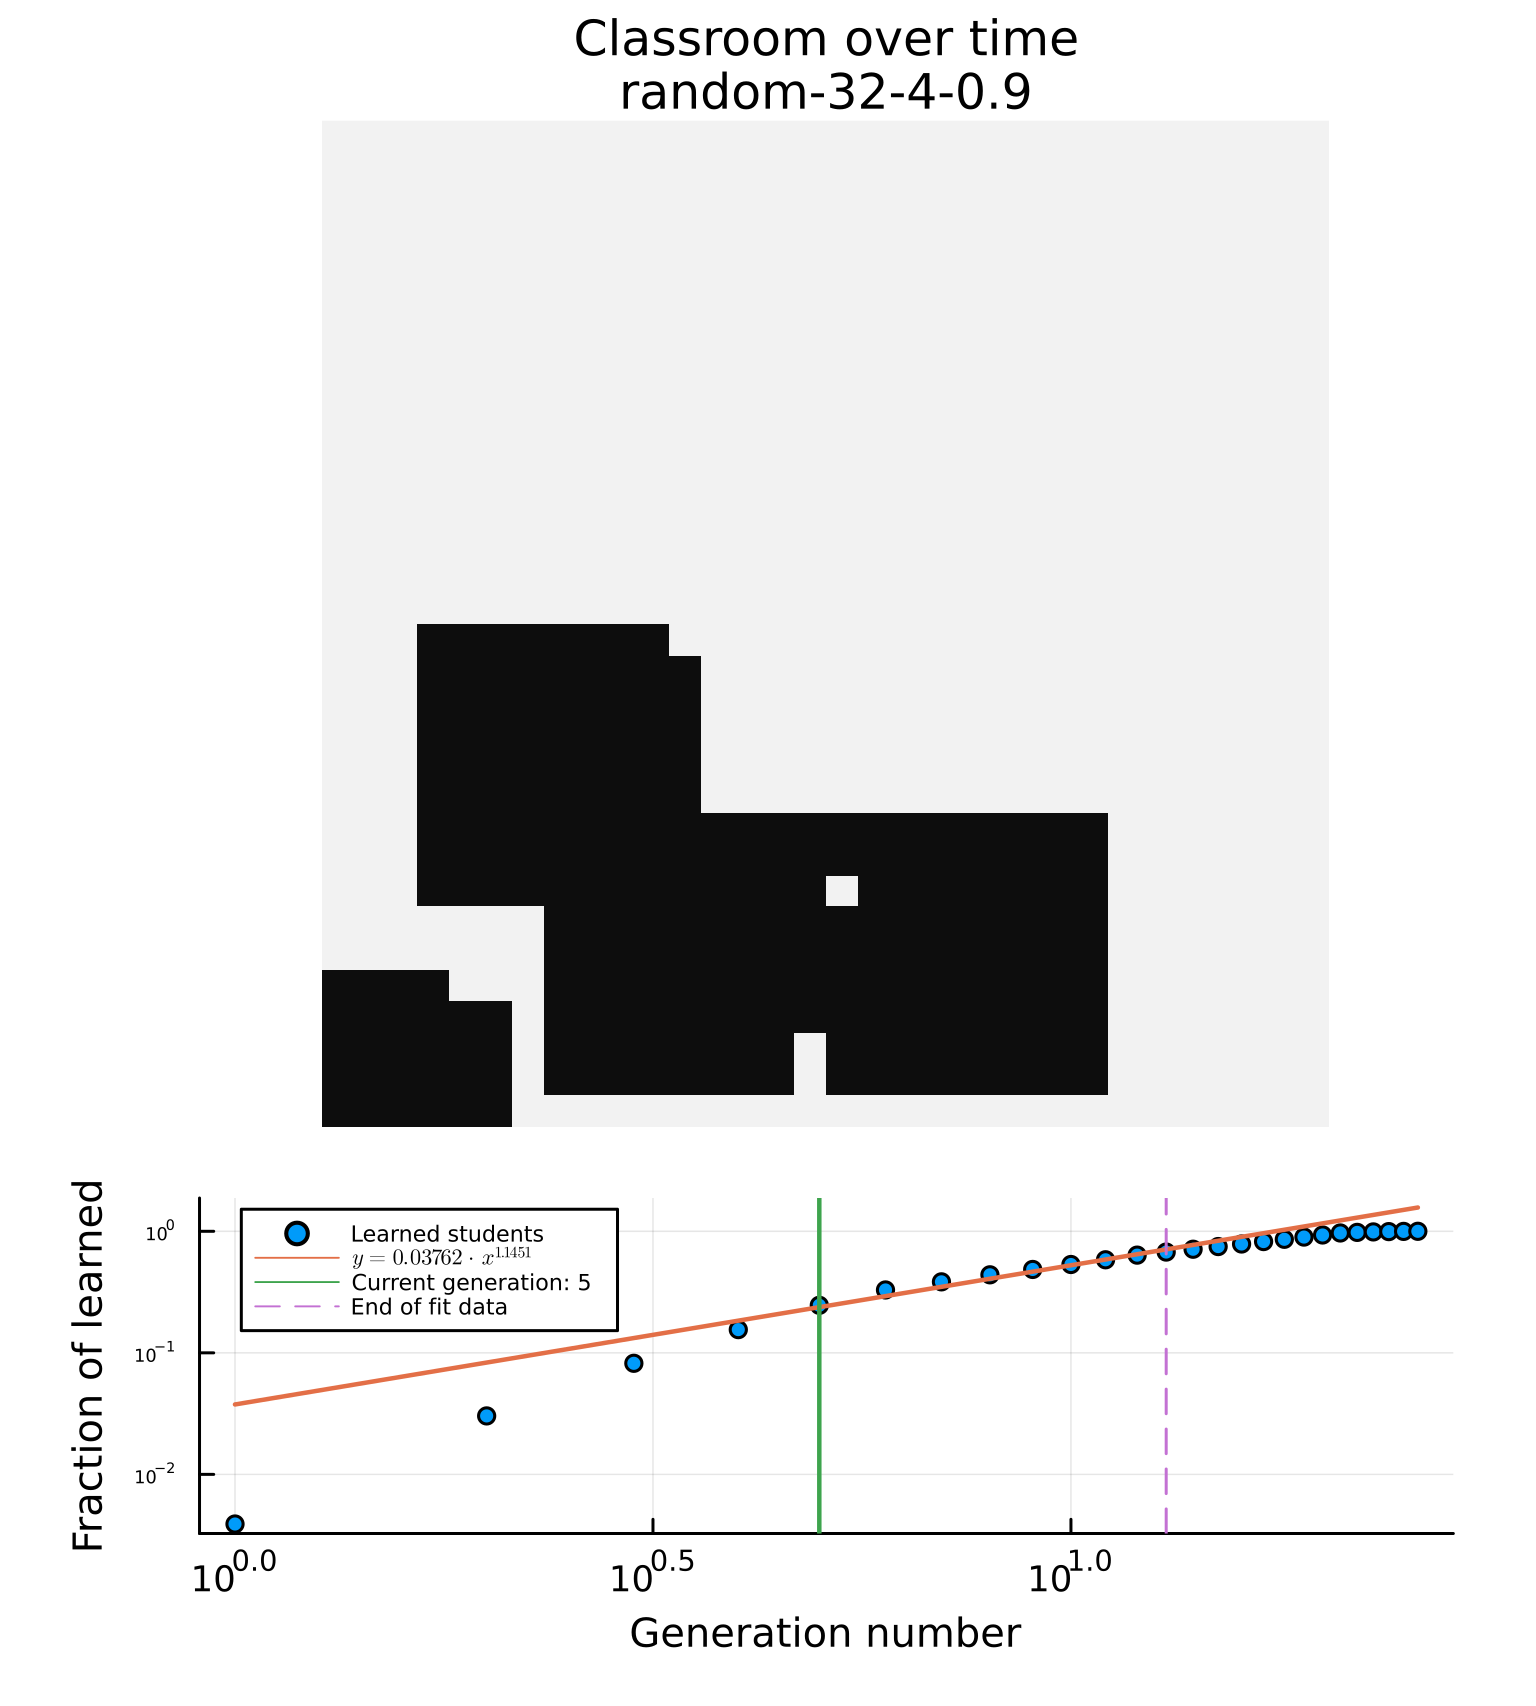 Classroom over time
random-32-4-0.9
Fraction of learned
10⁰
10⁻¹
10⁻²
Learned students
y = 0.03762 · x^1.1451
Current generation: 5
End of fit data
10^0.0
10^0.5
10^1.0
Generation number